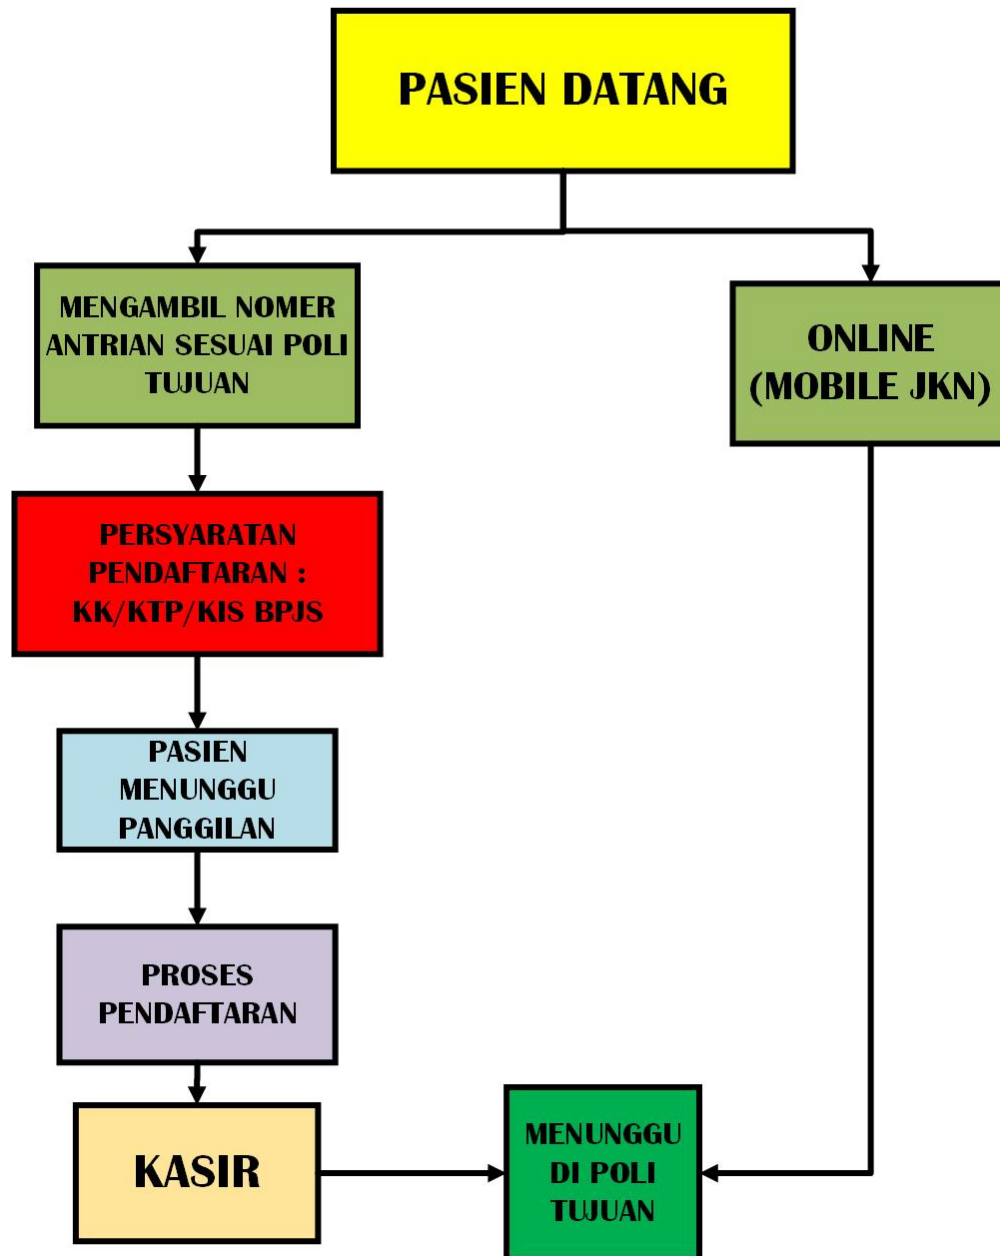 PASIEN DATANG
MENGAMBIL NOMER
ANTRIAN SESUAI POLI
TUJUAN
ONLINE
(MOBILE JKN)
PERSYARATAN
PENDAFTARAN :
KK/KTP/KIS BPJS
PASIEN
MENUNGGU
PANGGILAN
PROSES
PENDAFTARAN
KASIR
MENUNGGU
DI POLI
TUJUAN